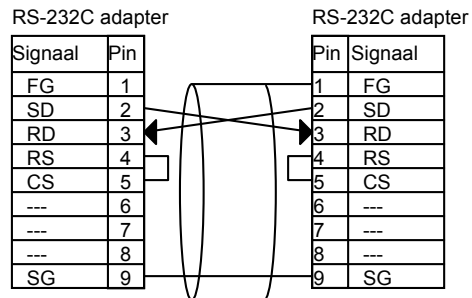 RS-232C adapter RS-232C adapter
Signaal Pin Pin Signaal
FG 1 1 FG
SD 2 2 SD
RD 3 3 RD
RS 4 4 RS
CS 5 5 CS
--- 6 6 ---
--- 7 7 ---
--- 8 8 ---
SG 9 9 SG